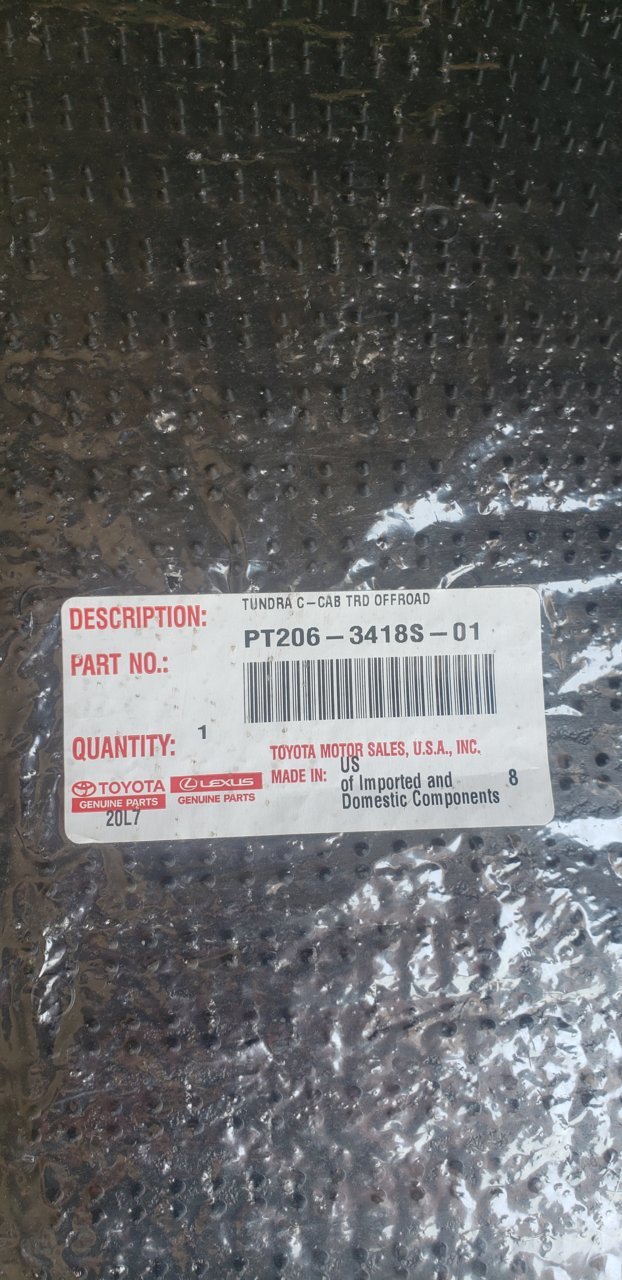 DESCRIPTION: TUNDRA C-CAB TRD OFFROAD
PART NO.: PT206-3418S-01
QUANTITY: 1
TOYOTA MOTOR SALES, U.S.A., INC.
MADE IN: US
of Imported and
Domestic Components 8
TOYOTA LEXUS
GENUINE PARTS GENUINE PARTS
20L7